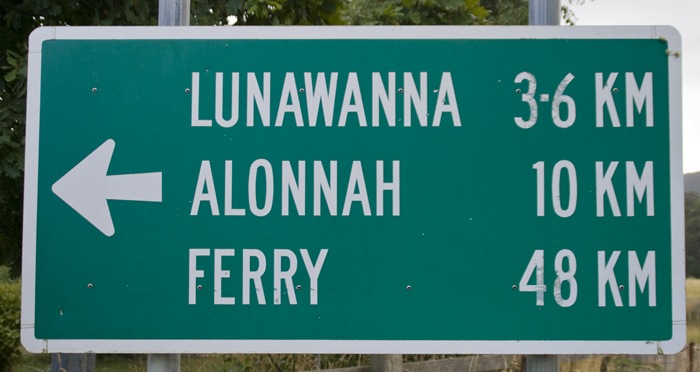 LUNAWANNA 3·6 KM
ALONNAH 10 KM
FERRY 48 KM